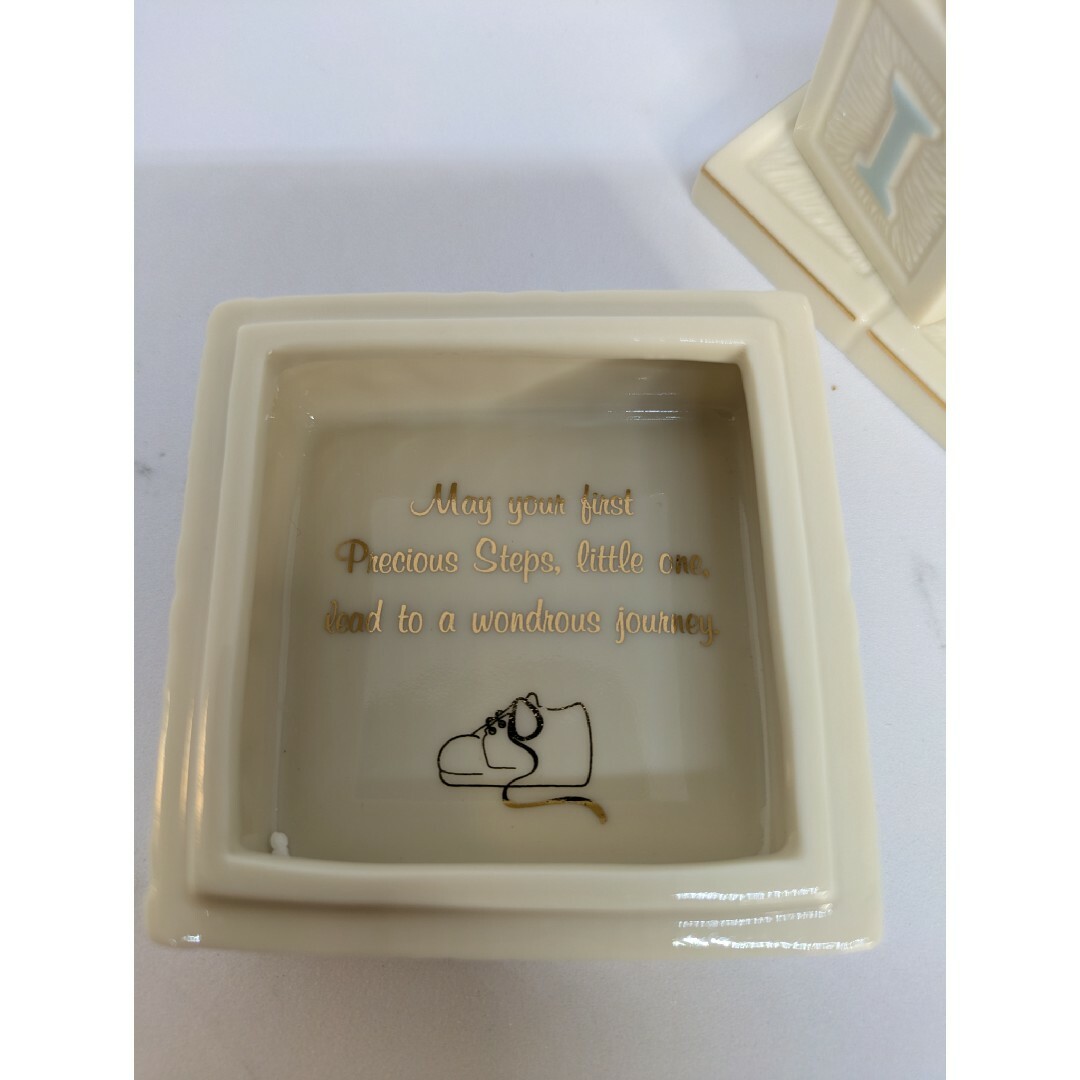 I
May your first
Precious Steps, little one,
lead to a wondrous journey.